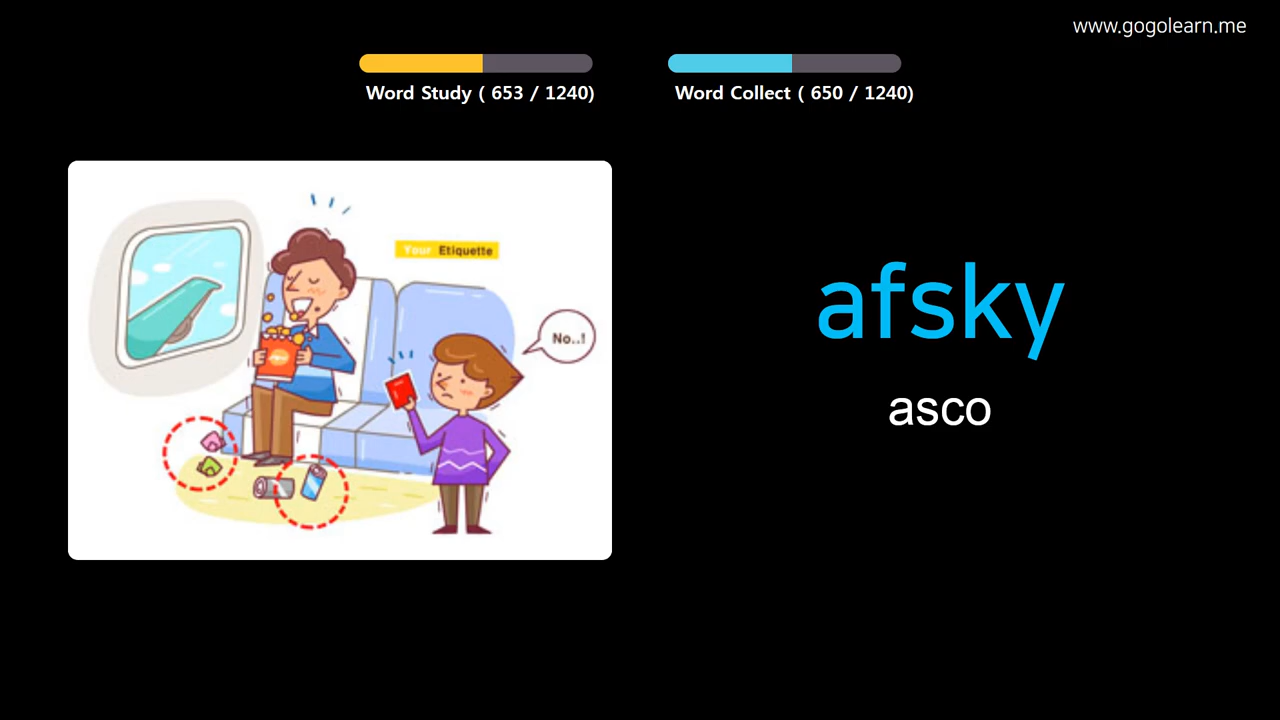 www.gogolearn.me
Word Study ( 653 / 1240)
Word Collect ( 650 / 1240)
Your Etiquette
No..!
afsky
asco